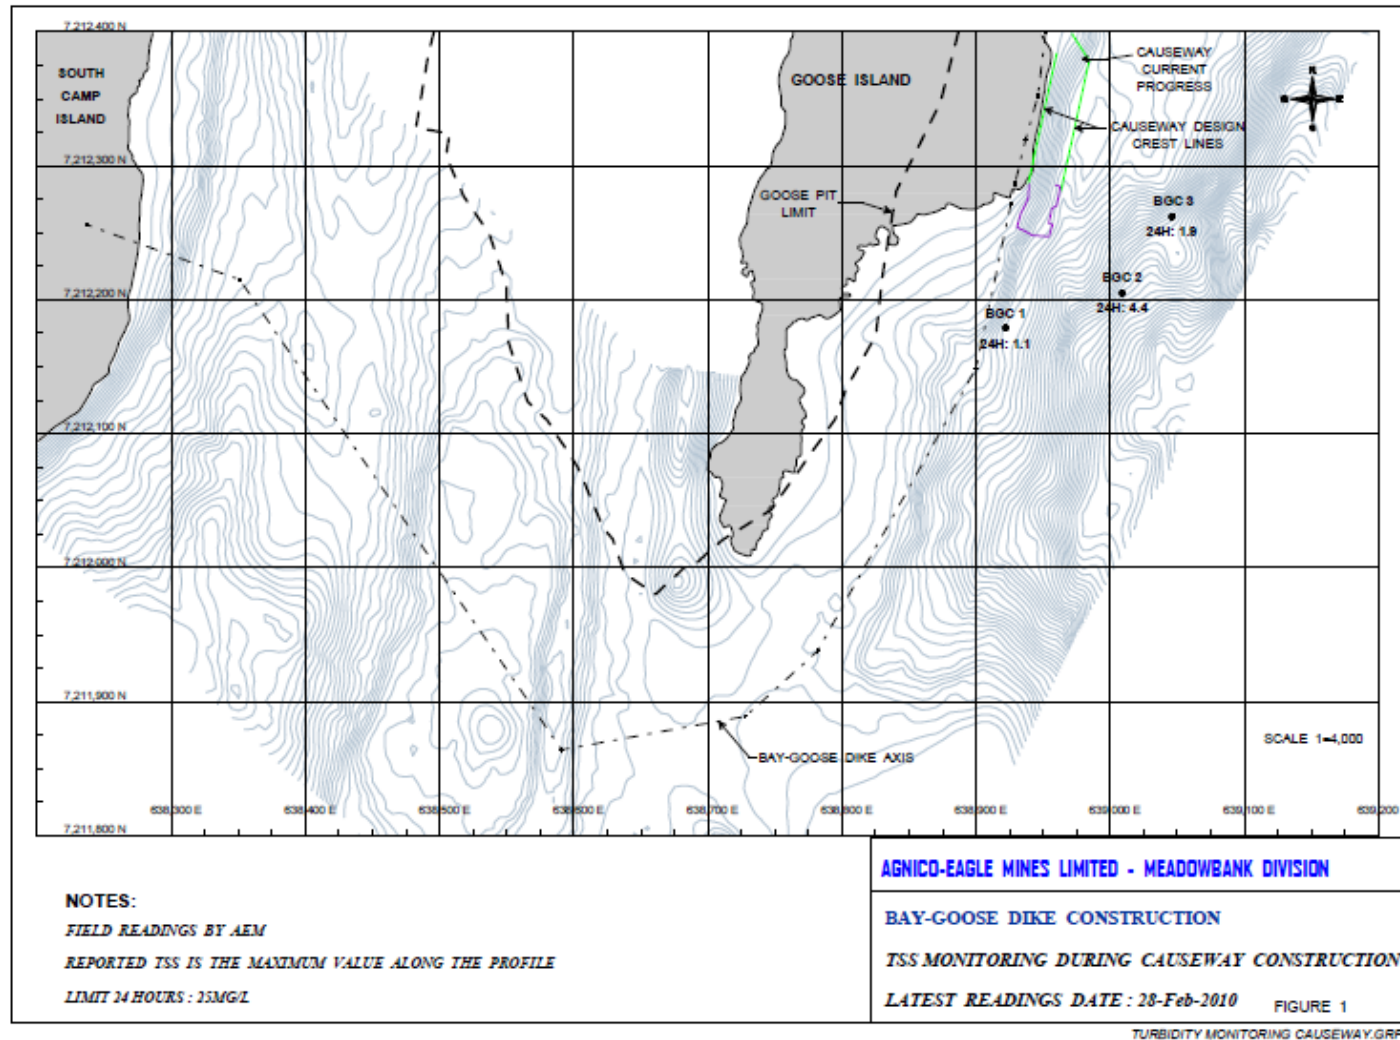 7,212,400 N
SOUTH
CAMP
ISLAND
GOOSE ISLAND
CAUSEWAY
CURRENT
PROGRESS
N
E
CAUSEWAY DESIGN
CREST LINES
7,212,300 N
GOOSE PIT
LIMIT
BGC 3
24H: 1.9
BGC 2
24H: 4.4
7,212,200 N
BGC 1
24H: 1.1
7,212,100 N
7,212,000 N
7,211,900 N
SCALE 1=4,000
BAY-GOOSE DIKE AXIS
638,300 E
638,400 E
638,500 E
638,600 E
638,700 E
638,800 E
638,900 E
639,000 E
639,100 E
639,200
7,211,800 N
NOTES:
FIELD READINGS BY AEM
REPORTED TSS IS THE MAXIMUM VALUE ALONG THE PROFILE
LIMIT 24 HOURS : 25MG/L
AGNICO-EAGLE MINES LIMITED - MEADOWBANK DIVISION
BAY-GOOSE DIKE CONSTRUCTION
TSS MONITORING DURING CAUSEWAY CONSTRUCTION
LATEST READINGS DATE : 28-Feb-2010
FIGURE 1
TURBIDITY MONITORING CAUSEWAY.GRF